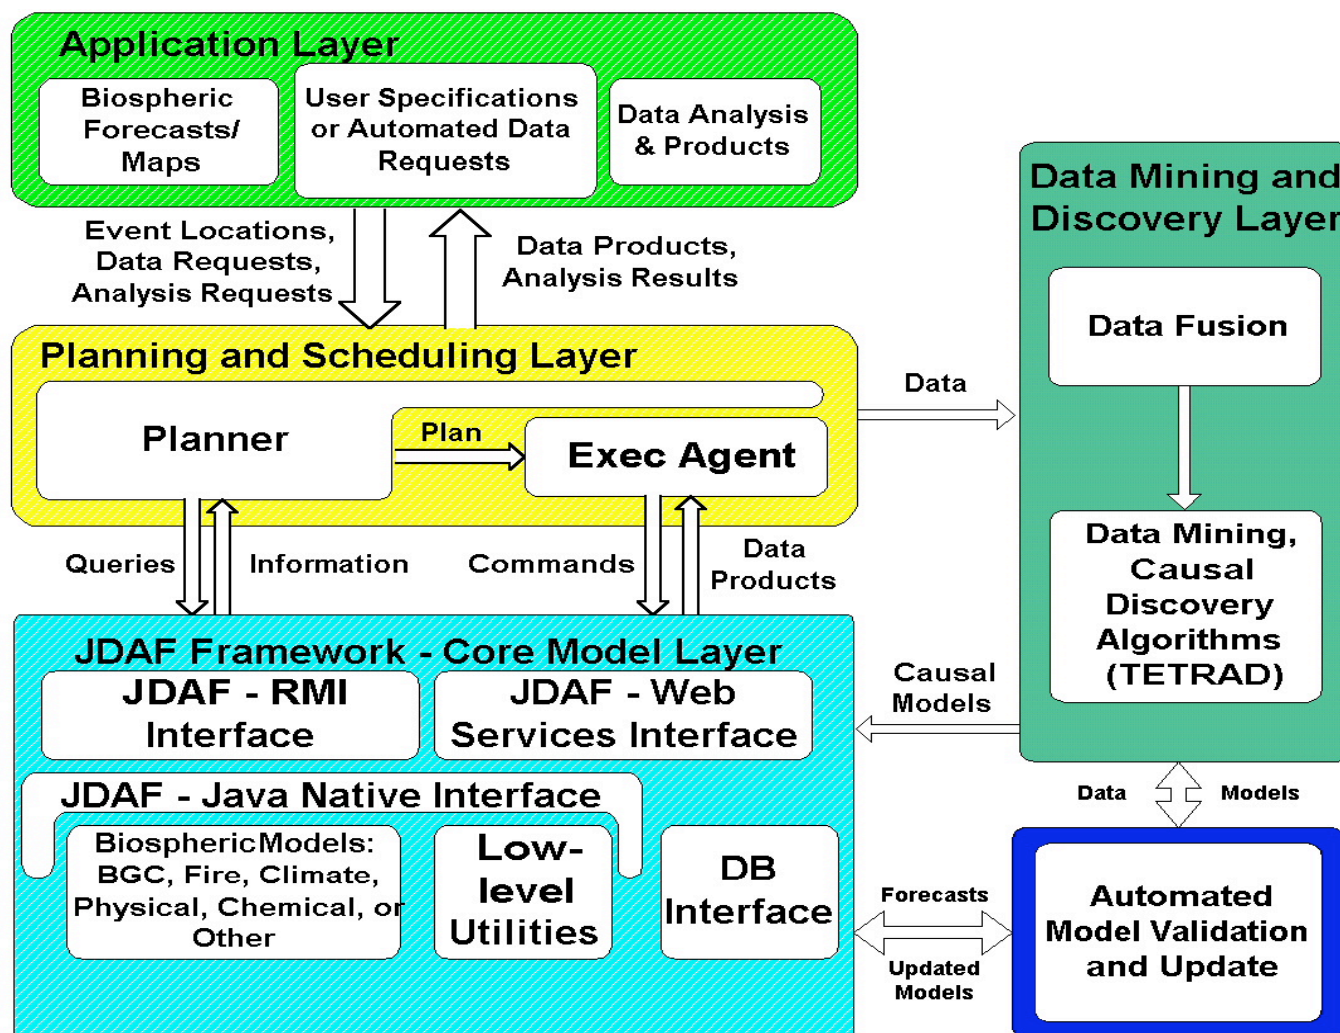 Application Layer
Biospheric
Forecasts/
Maps
User Specifications
or Automated Data
Requests
Data Analysis
& Products
Event Locations,
Data Requests,
Analysis Requests
Data Products,
Analysis Results
Planning and Scheduling Layer
Planner
Plan
Exec Agent
Data
Queries
Information
Commands
Data
Products
Data Mining and
Discovery Layer
Data Fusion
Data Mining,
Causal
Discovery
Algorithms
(TETRAD)
JDAF Framework - Core Model Layer
JDAF - RMI
Interface
JDAF - Web
Services Interface
Causal
Models
JDAF - Java Native Interface
BiosphericModels:
BGC, Fire, Climate,
Physical, Chemical, or
Other
Low-
level
Utilities
DB
Interface
Data
Models
Forecasts
Updated
Models
Automated
Model Validation
and Update